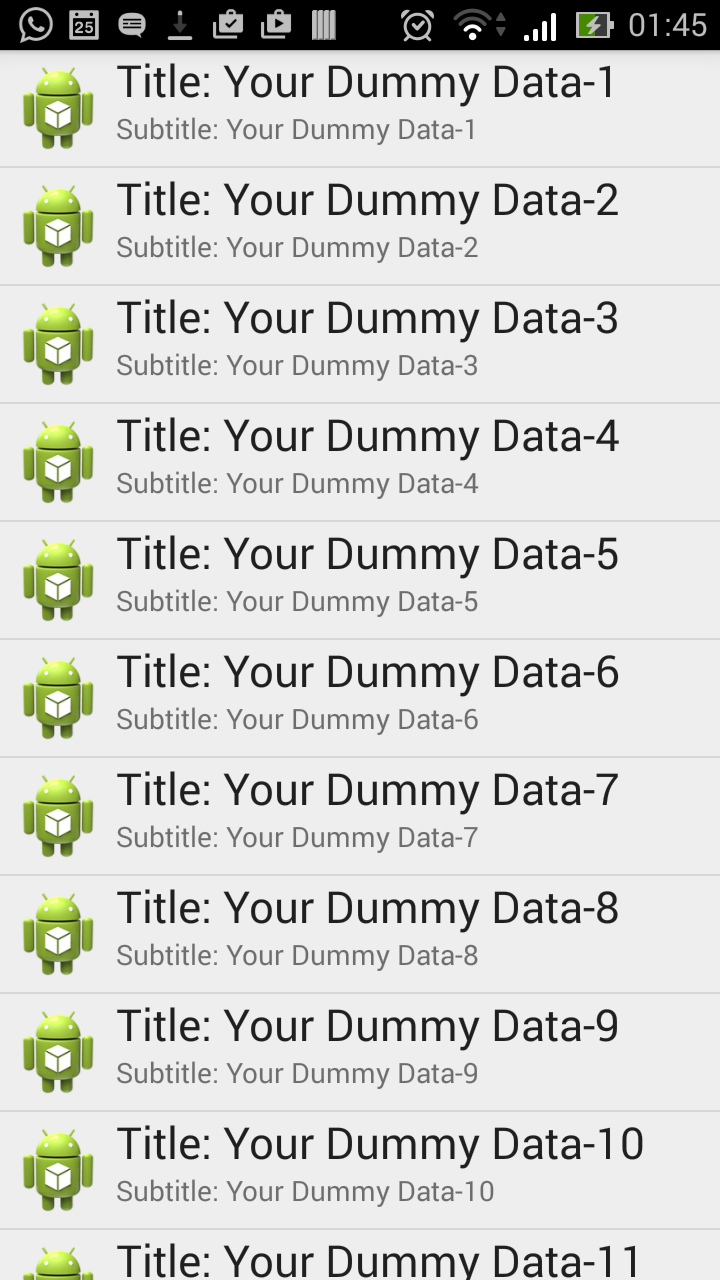 25 01:45
Title: Your Dummy Data-1
Subtitle: Your Dummy Data-1
Title: Your Dummy Data-2
Subtitle: Your Dummy Data-2
Title: Your Dummy Data-3
Subtitle: Your Dummy Data-3
Title: Your Dummy Data-4
Subtitle: Your Dummy Data-4
Title: Your Dummy Data-5
Subtitle: Your Dummy Data-5
Title: Your Dummy Data-6
Subtitle: Your Dummy Data-6
Title: Your Dummy Data-7
Subtitle: Your Dummy Data-7
Title: Your Dummy Data-8
Subtitle: Your Dummy Data-8
Title: Your Dummy Data-9
Subtitle: Your Dummy Data-9
Title: Your Dummy Data-10
Subtitle: Your Dummy Data-10
Title: Your Dummy Data-11